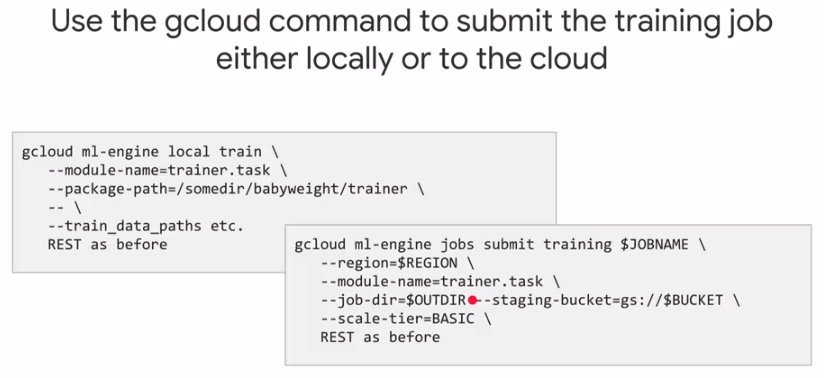 Use the gcloud command to submit the training job
either locally or to the cloud
gcloud ml-engine local train \
--module-name=trainer.task \
--package-path=/somedir/babyweight/trainer \
-- \
--train_data_paths etc.
REST as before
gcloud ml-engine jobs submit training $JOBNAME \
--region=$REGION \
--module-name=trainer.task \
--job-dir=$OUTDIR --staging-bucket=gs://$BUCKET \
--scale-tier=BASIC \
REST as before